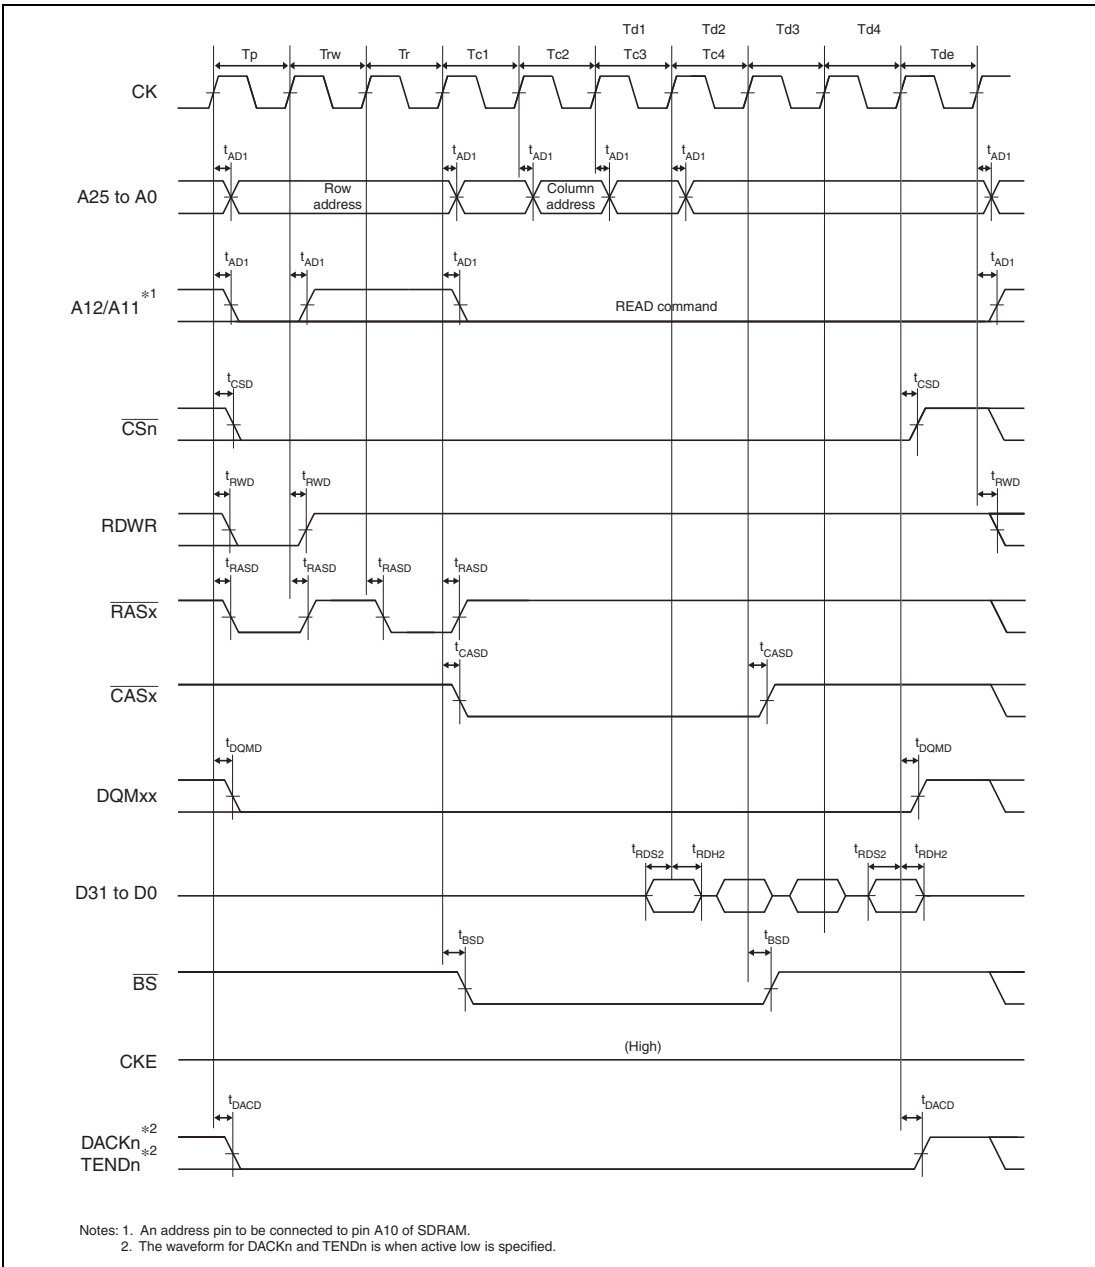 Td1 Td2 Td3 Td4
Tp Trw Tr Tc1 Tc2 Tc3 Tc4 Tde
CK
tAD1 tAD1 tAD1 tAD1 tAD1 tAD1
A25 to A0
Row address
Column address
tAD1 tAD1 tAD1 tAD1
A12/A11 *1
READ command
tCSD tCSD
CSn
tRWD tRWD tRWD
RDWR
tRASD tRASD tRASD tRASD
RASx
tCASD tCASD
CASx
tDQMD tDQMD
DQMxx
tRDS2 tRDH2 tRDS2 tRDH2
D31 to D0
tBSD tBSD
BS
(High)
CKE
tDACD tDACD
DACKn *2
TENDn *2
Notes: 1. An address pin to be connected to pin A10 of SDRAM.
2. The waveform for DACKn and TENDn is when active low is specified.